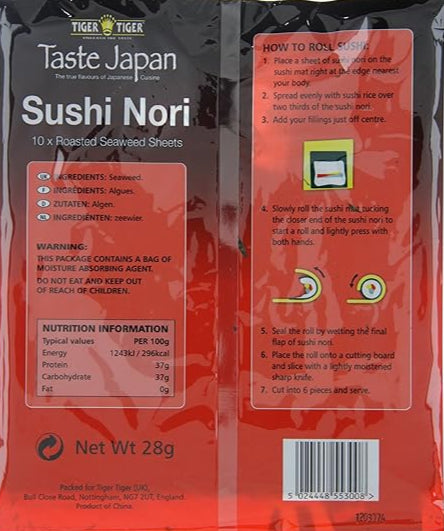 TIGER TIGER
Taste Japan
The true flavours of Japanese Cuisine
Sushi Nori
10 x Roasted Seaweed Sheets
GB INGREDIENTS: Seaweed.
F INGRÉDIENTS: Algues.
D ZUTATEN: Algen.
NL INGREDIËNTEN: zeewier.
WARNING:
THIS PACKAGE CONTAINS A BAG OF
MOISTURE ABSORBING AGENT.
DO NOT EAT AND KEEP OUT
OF REACH OF CHILDREN.
NUTRITION INFORMATION
Typical values PER 100g
Energy 1243kJ/296kcal
Protein 37g
Carbohydrate 37g
Fat 0g
Net Wt 28g
Packed for Tiger Tiger (UK),
Bull Close Road, Nottingham, NG7 2UT, England.
Product of China.
HOW TO ROLL SUSHI:
1. Place a sheet of sushi nori on the
sushi mat right at the edge nearest
your body.
2. Spread evenly with sushi rice over
two thirds of the sushi nori.
3. Add your fillings just off centre.
4. Slowly roll the sushi mat tucking
the closer end of the sushi nori to
start a roll and lightly press with
both hands.
5. Seal the roll by wetting the final
flap of sushi nori.
6. Place the roll onto a cutting board
and slice with a lightly moistened
sharp knife.
7. Cut into 6 pieces and serve.
5 024448 553008 >